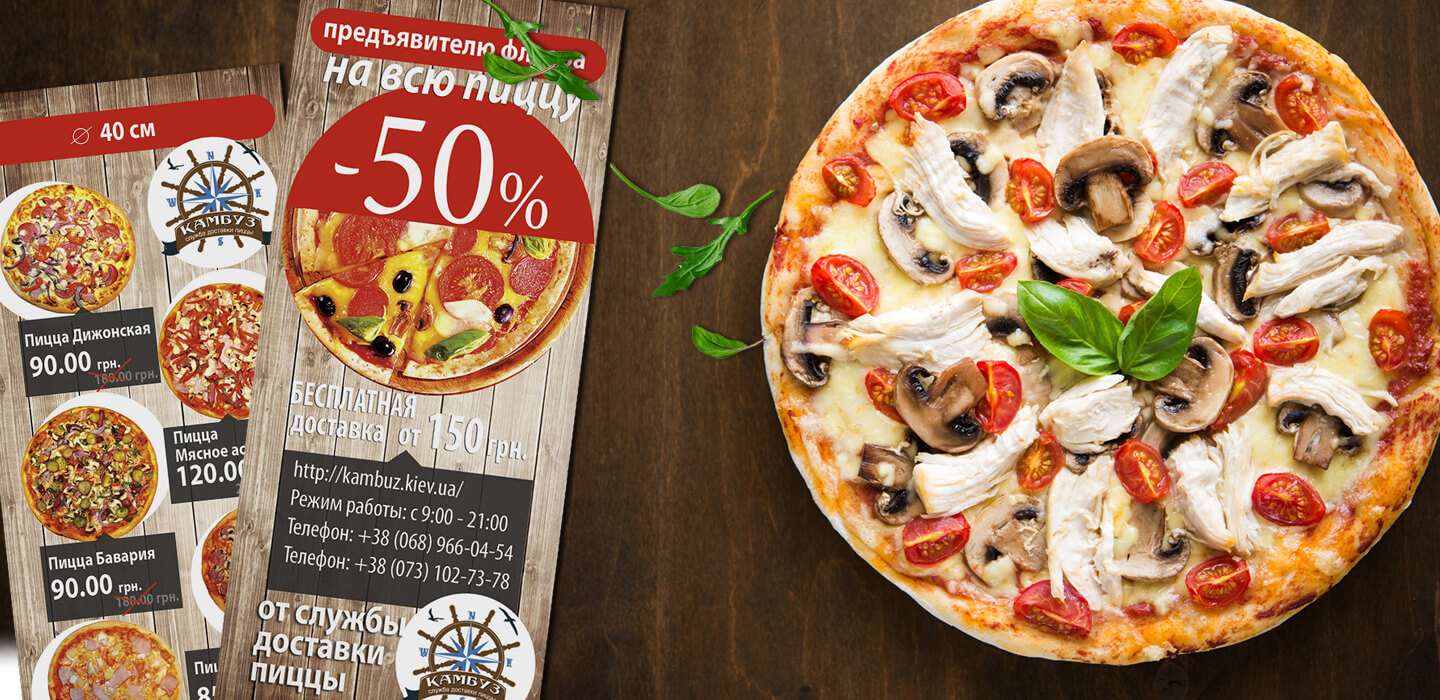 ⌀ 40 см
N
W E
S
КАМБУЗ
служба доставки пиццы
Пицца Дижонская
90.00 грн.
180.00 грн.
Пицца
Мясное
120.00
Пицца Бавария
90.00 грн.
180.00 грн.
предъявителю
на всю пиццу
-50%
БЕСПЛАТНАЯ
доставка от 150 грн.
http://kambuz.kiev.ua/
Режим работы: с 9:00 - 21:00
Телефон: +38 (068) 966-04-54
Телефон: +38 (073) 102-73-78
от службы
доставки
пиццы
N
W E
КАМБУЗ
служба доставки пиццы